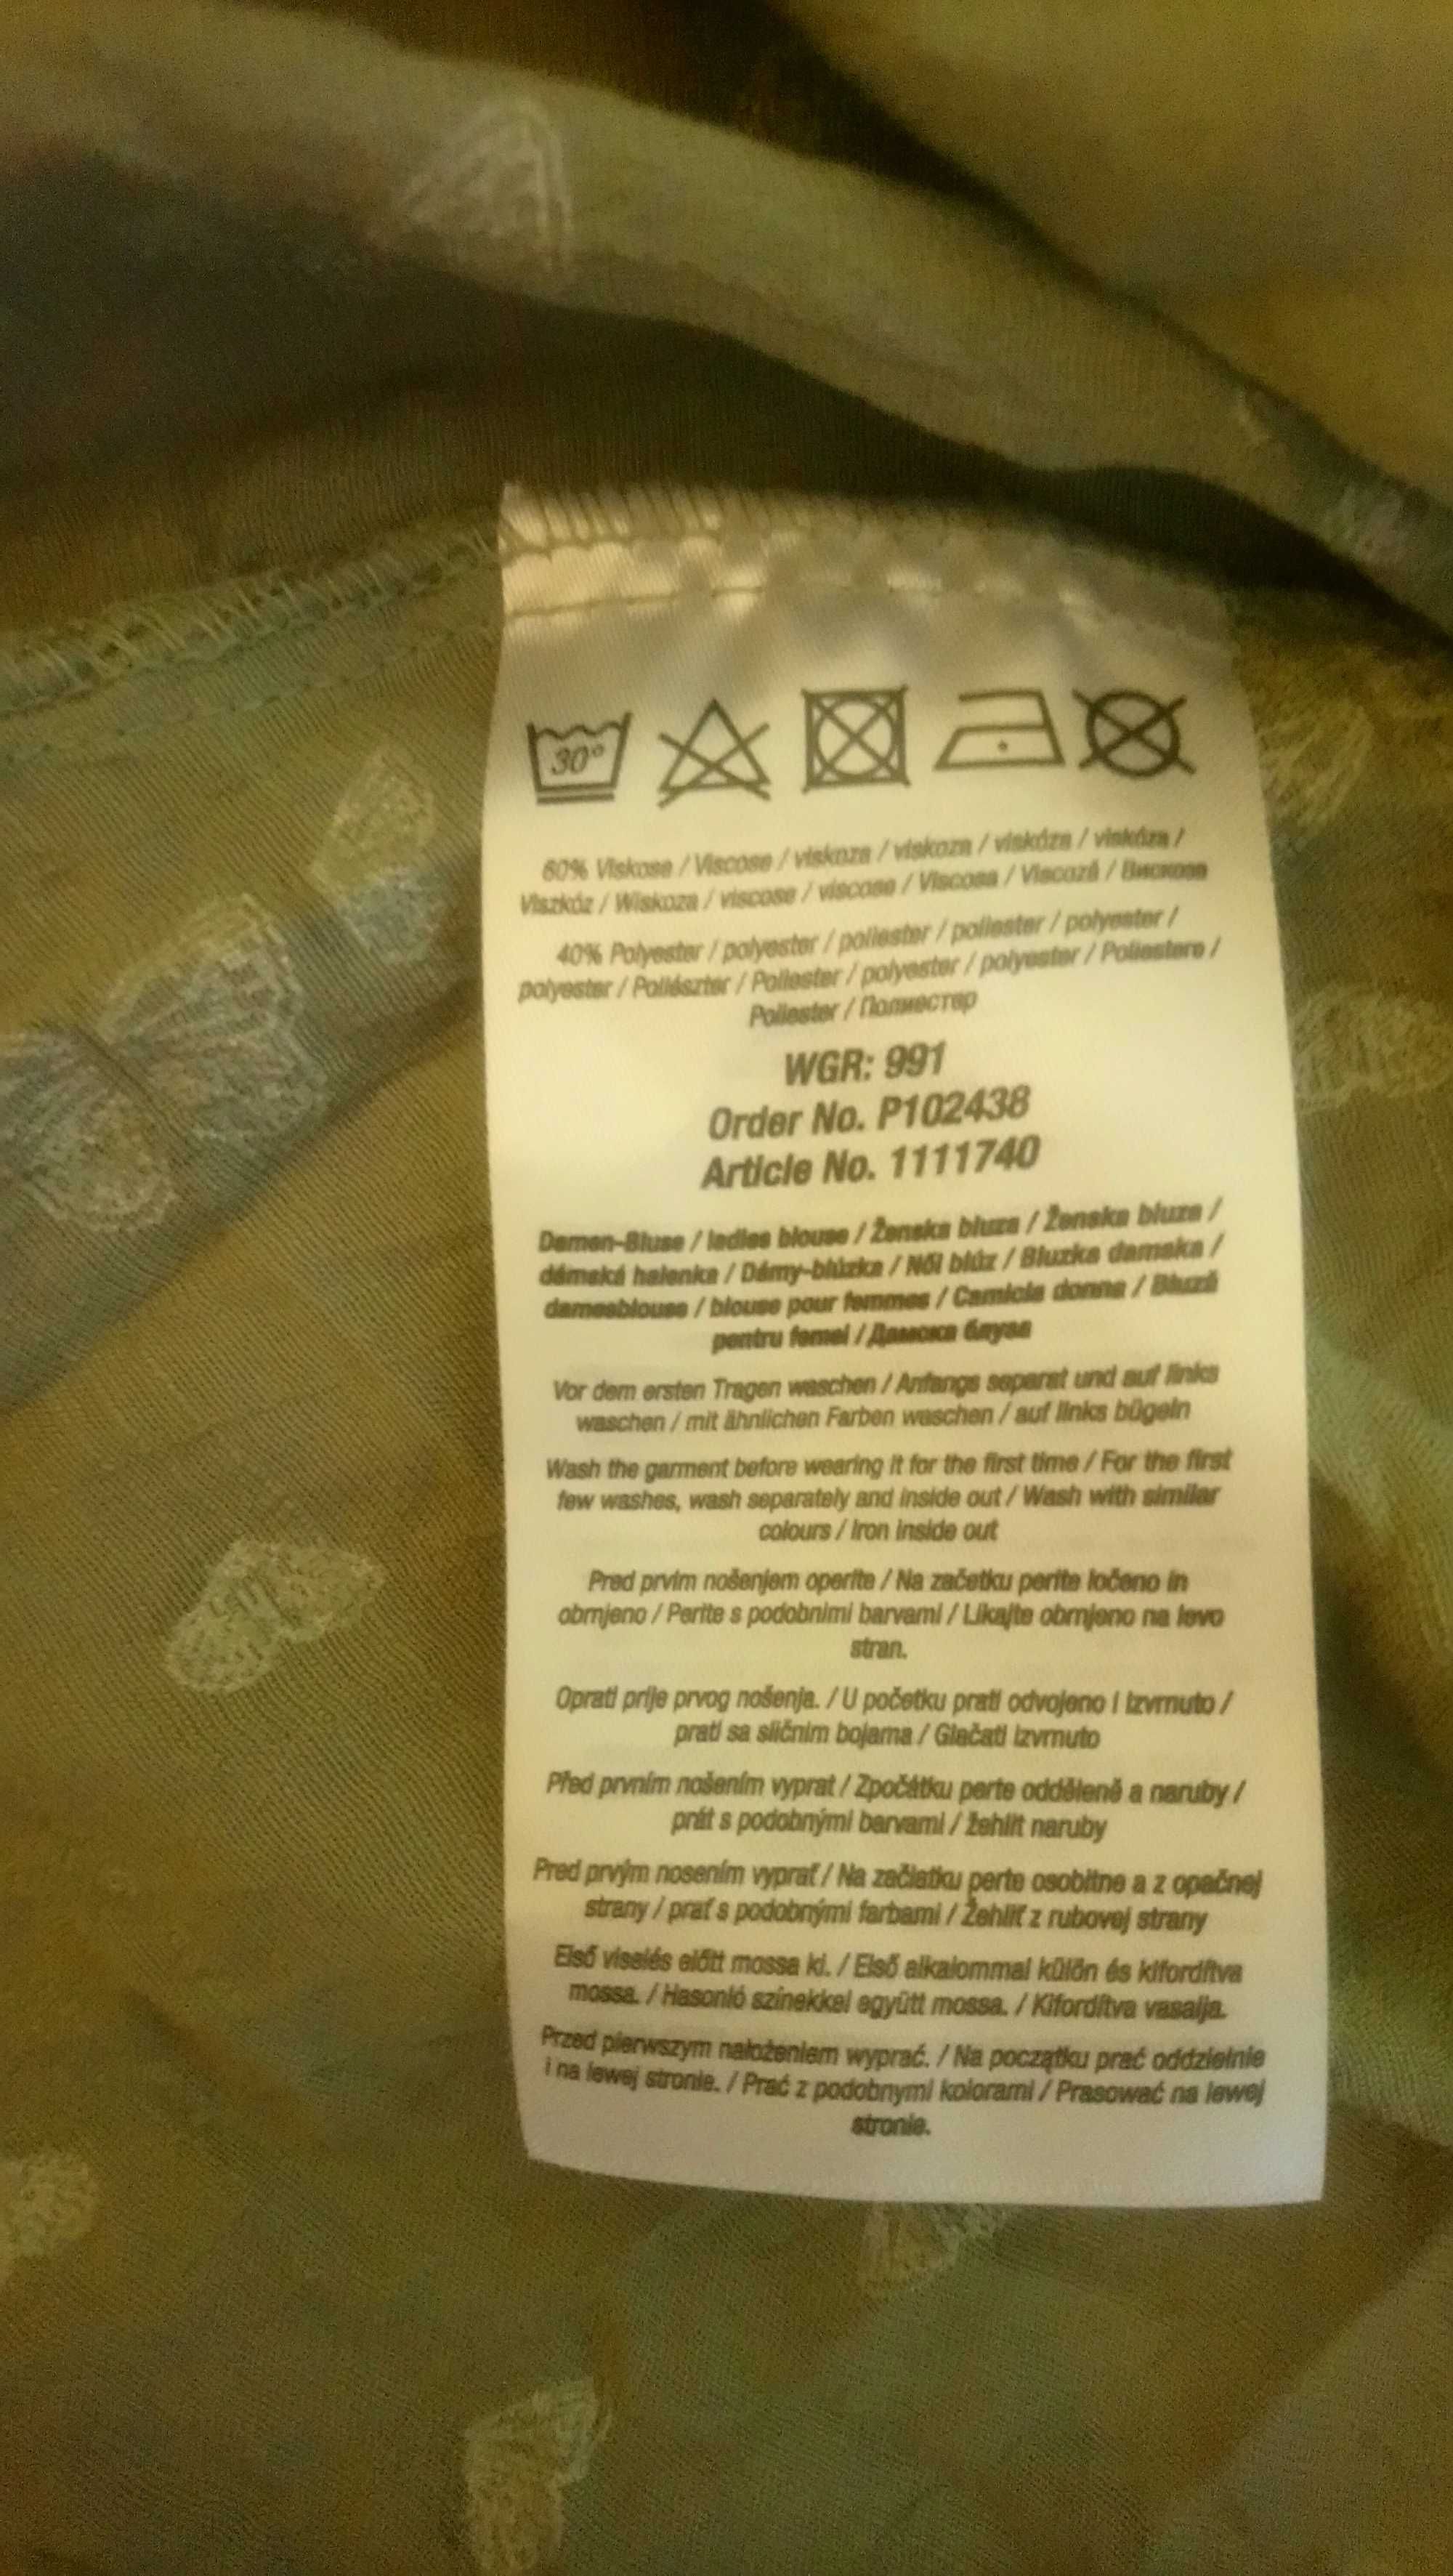 30°
60% Viskose / Viscose / viskoza / viskoza / viskóza / viskóza /
Viszkóz / Wiskoza / viscose / viscose / Viscosa / Viscoză / Вискоза
40% Polyester / polyester / poliester / poliester / polyester /
polyester / Poliészter / Poliester / polyester / polyester / Poliestere /
Poliester / Полиестер
WGR: 991
Order No. P102438
Article No. 1111740
Damen-Bluse / ladies blouse / Ženska bluza / Ženska bluza /
dámská halenka / Dámy-blúzka / Női blúz / Bluzka damska /
damesblouse / blouse pour femmes / Camicia donna / Bluză
pentru femei / Дамска блуза
Vor dem ersten Tragen waschen / Anfangs separat und auf links
waschen / mit ähnlichen Farben waschen / auf links bügeln
Wash the garment before wearing it for the first time / For the first
few washes, wash separately and inside out / Wash with similar
colours / Iron inside out
Pred prvim nošenjem operite / Na začetku perite ločeno in
obrnjeno / Perite s podobnimi barvami / Likajte obrnjeno na levo
stran.
Oprati prije prvog nošenja. / U početku prati odvojeno i izvrnuto /
prati sa sličnim bojama / Glačati izvrnuto
Před prvním nošením vyprat / Zpočátku perte odděleně a naruby /
prát s podobnými barvami / žehlit naruby
Pred prvým nosením vyprať / Na začiatku perte osobitne a z opačnej
strany / prať s podobnými farbami / Žehliť z rubovej strany
Első viselés előtt mossa ki. / Első alkalommal külön és kifordítva
mossa. / Hasonló színekkel együtt mossa. / Kifordítva vasalja.
Przed pierwszym nałożeniem wyprać. / Na początku prać oddzielnie
i na lewej stronie. / Prać z podobnymi kolorami / Prasować na lewej
stronie.